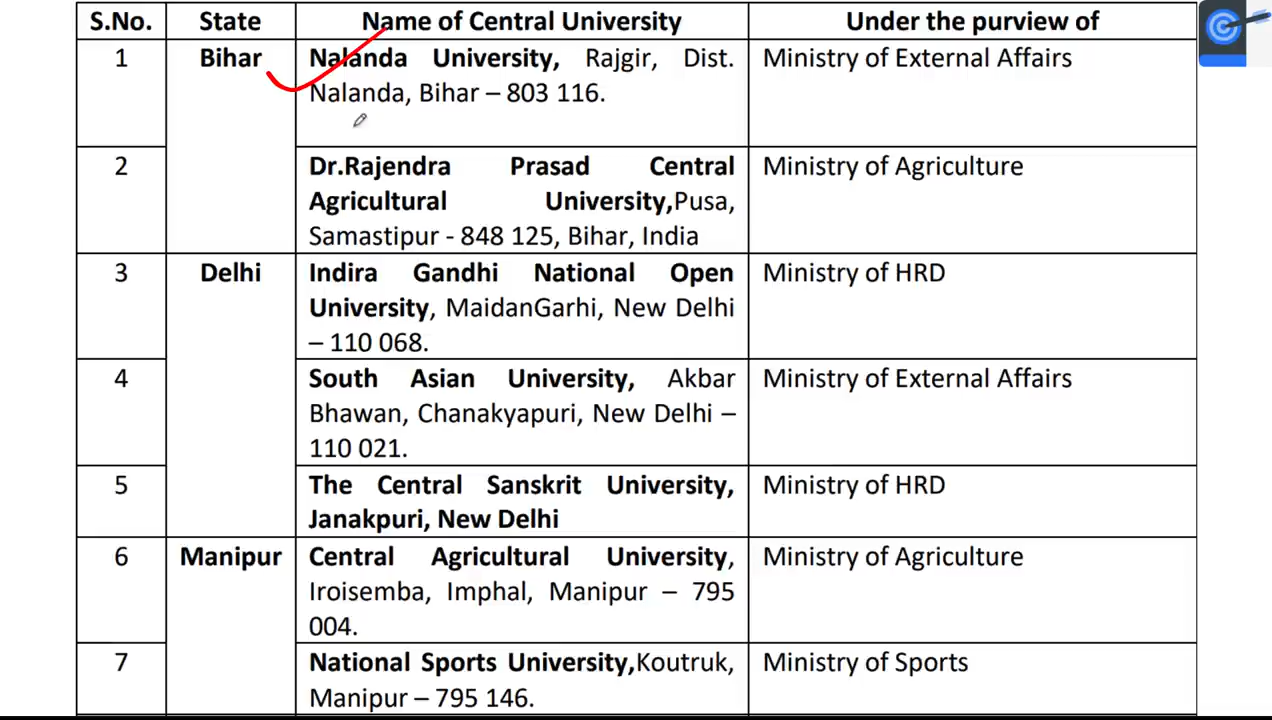 S.No. State Name of Central University Under the purview of
1 Bihar Nalanda University, Rajgir, Dist. Ministry of External Affairs
Nalanda, Bihar – 803 116.
2 Dr.Rajendra Prasad Central Ministry of Agriculture
Agricultural University,Pusa,
Samastipur - 848 125, Bihar, India
3 Delhi Indira Gandhi National Open Ministry of HRD
University, MaidanGarhi, New Delhi
– 110 068.
4 South Asian University, Akbar Ministry of External Affairs
Bhawan, Chanakyapuri, New Delhi –
110 021.
5 The Central Sanskrit University, Ministry of HRD
Janakpuri, New Delhi
6 Manipur Central Agricultural University, Ministry of Agriculture
Iroisemba, Imphal, Manipur – 795
004.
7 National Sports University,Koutruk, Ministry of Sports
Manipur – 795 146.